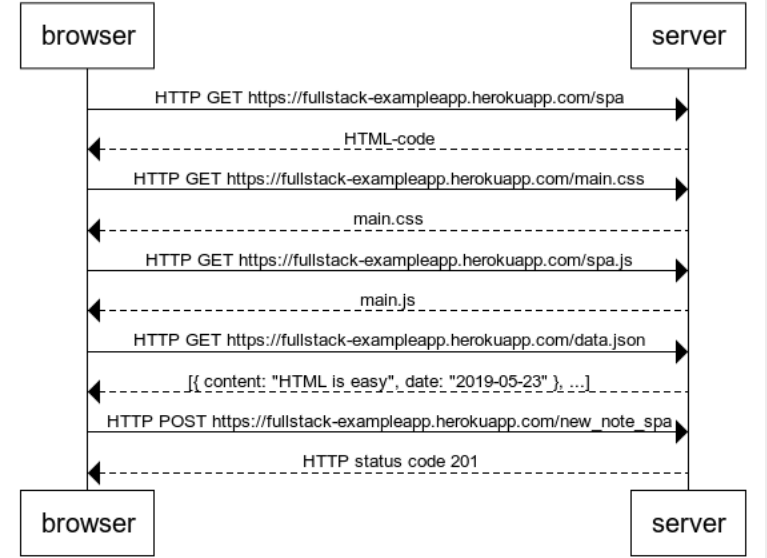 browser server
HTTP GET https://fullstack-exampleapp.herokuapp.com/spa
HTML-code
HTTP GET https://fullstack-exampleapp.herokuapp.com/main.css
main.css
HTTP GET https://fullstack-exampleapp.herokuapp.com/spa.js
main.js
HTTP GET https://fullstack-exampleapp.herokuapp.com/data.json
[{ content: "HTML is easy", date: "2019-05-23" }, ...]
HTTP POST https://fullstack-exampleapp.herokuapp.com/new_note_spa
HTTP status code 201
browser server